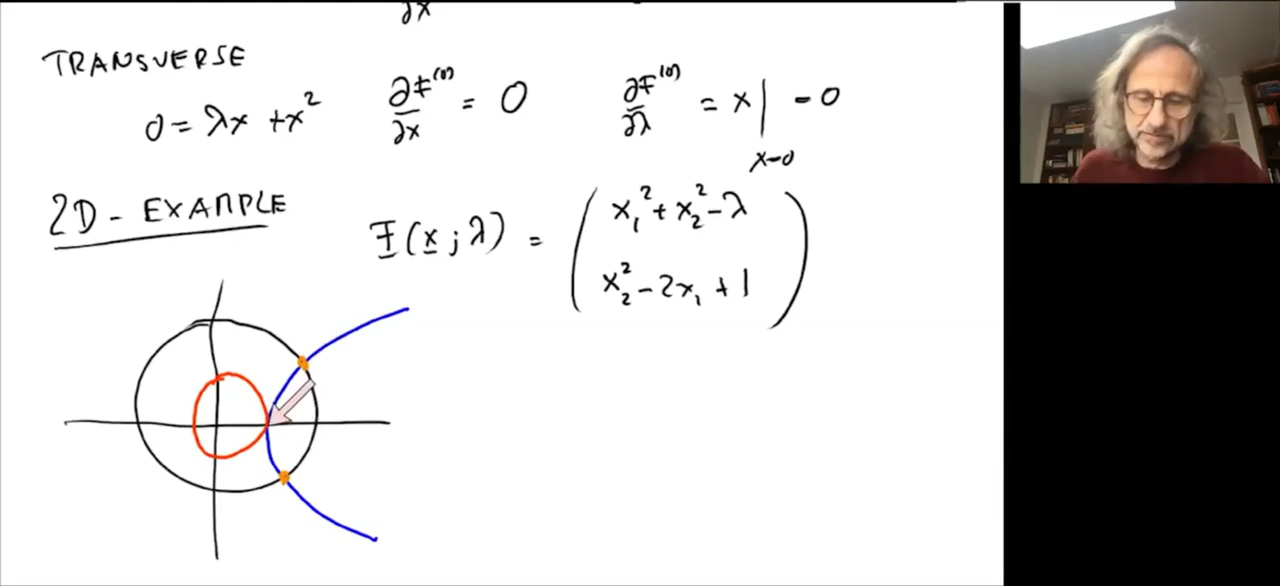 ∂x
TRANSVERSE
0 = λx + x² ∂F⁽⁰⁾/∂x = 0 ∂F⁽⁰⁾/∂λ = x|ₓ₌₀ = 0
2D - EXAMPLE
F(x; λ) = ( x₁² + x₂² - λ
x₂² - 2x₁ + 1 )